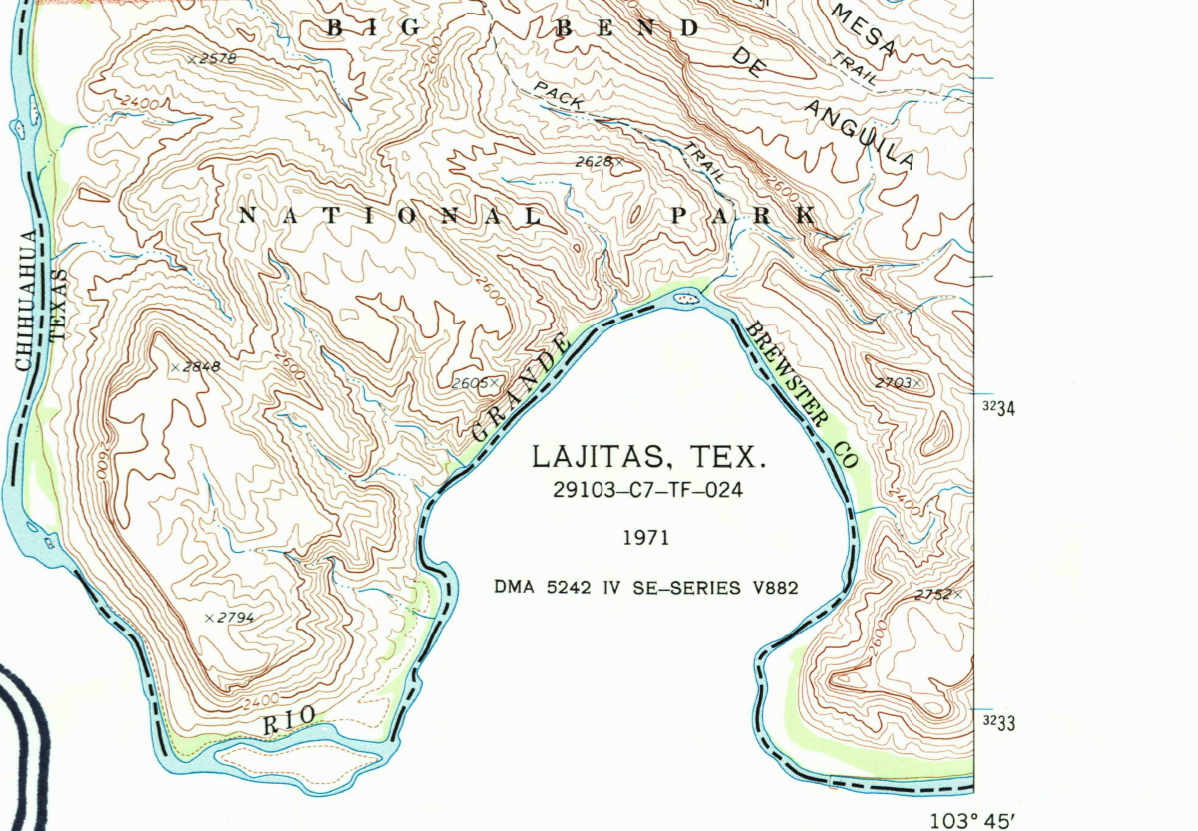 BIG BEND
MESA
DE
ANGUILA
TRAIL
PACK TRAIL
2578
2400
2600
2628
2600
NATIONAL PARK
CHIHUAHUA
TEXAS
2600
2848
2600
2605
RIO GRANDE
BREWSTER CO
2703
3234
2600
2400
LAJITAS, TEX.
29103–C7–TF–024
1971
DMA 5242 IV SE–SERIES V882
2752
2600
2794
2400
3233
103° 45′